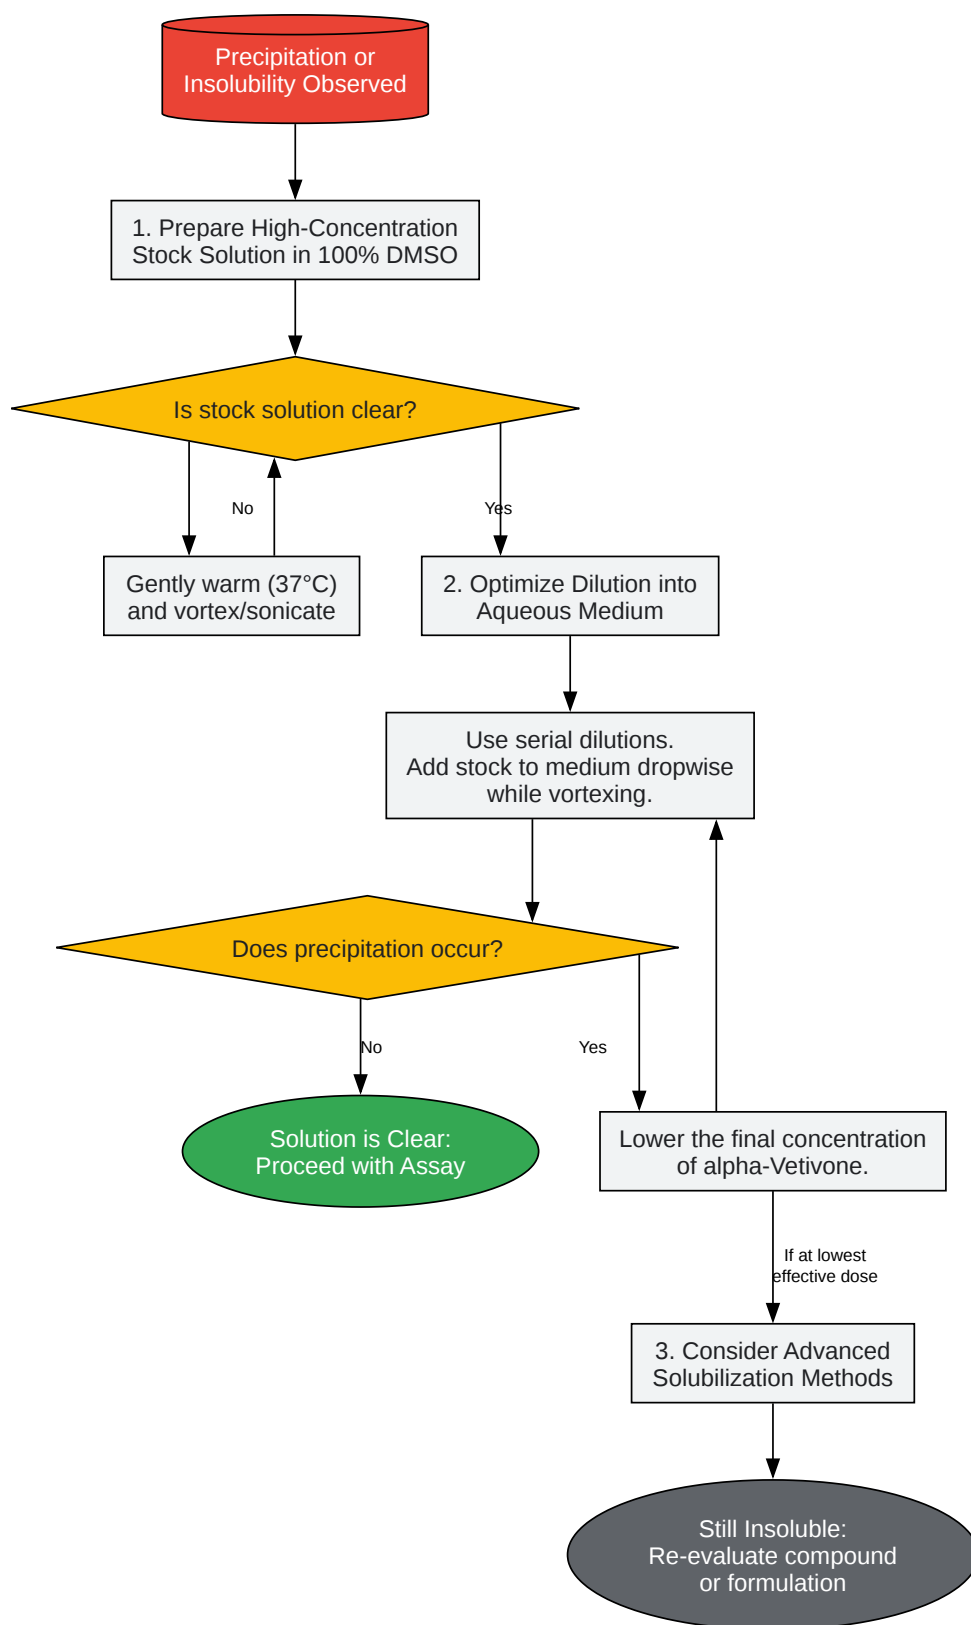 Precipitation or
Insolubility Observed
1. Prepare High-Concentration
Stock Solution in 100% DMSO
Is stock solution clear?
No
Yes
Gently warm (37°C)
and vortex/sonicate
2. Optimize Dilution into
Aqueous Medium
Use serial dilutions.
Add stock to medium dropwise
while vortexing.
Does precipitation occur?
No
Yes
Solution is Clear:
Proceed with Assay
Lower the final concentration
of alpha-Vetivone.
If at lowest
effective dose
3. Consider Advanced
Solubilization Methods
Still Insoluble:
Re-evaluate compound
or formulation